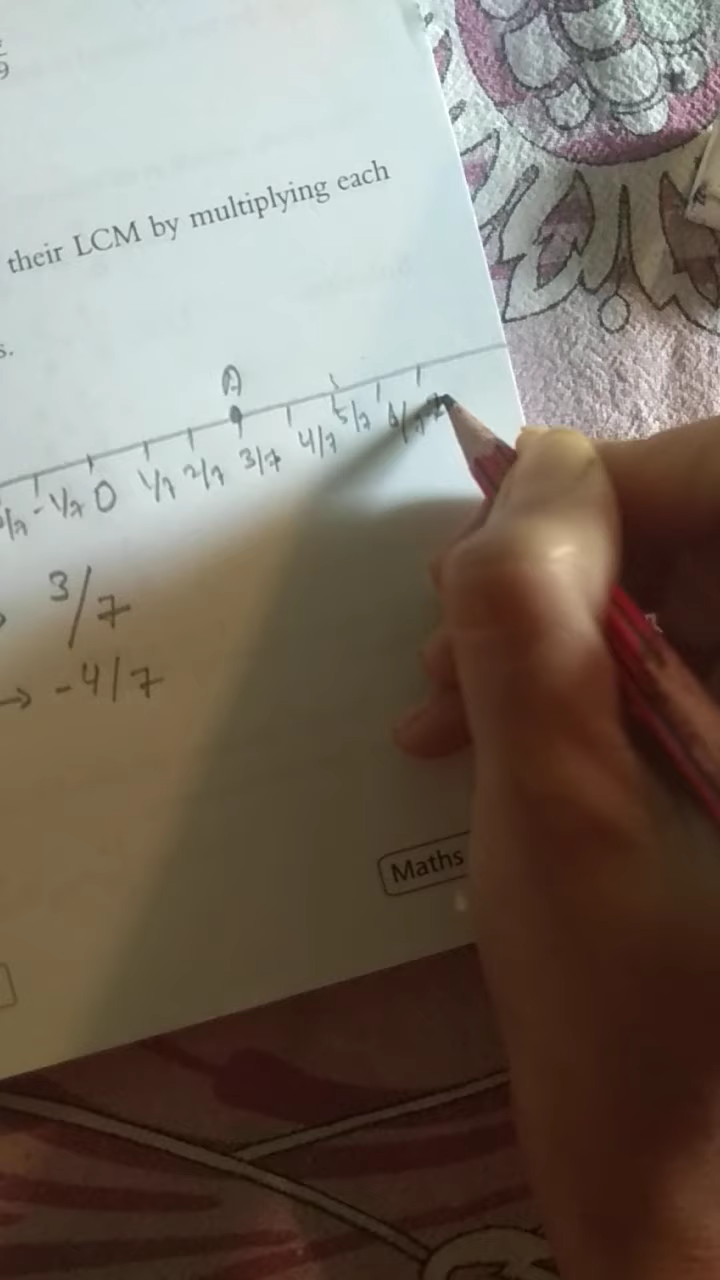 9
their LCM by multiplying each
s.
A
-1/7 0 1/7 2/7 3/7 4/7 5/7 6/7
3/7
→ -4/7
Maths